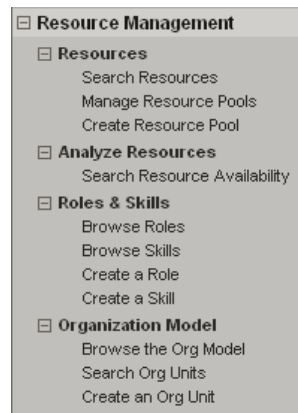 Resource Management
Resources
Search Resources
Manage Resource Pools
Create Resource Pool
Analyze Resources
Search Resource Availability
Roles & Skills
Browse Roles
Browse Skills
Create a Role
Create a Skill
Organization Model
Browse the Org Model
Search Org Units
Create an Org Unit